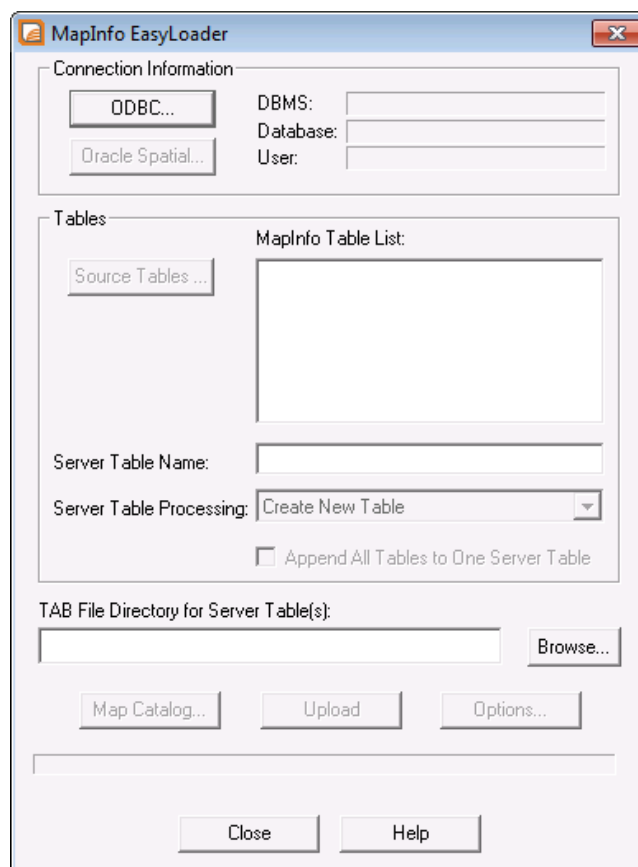 MapInfo EasyLoader
Connection Information
ODBC...
DBMS:
Database:
Oracle Spatial...
User:
Tables
MapInfo Table List:
Source Tables ...
Server Table Name:
Server Table Processing: Create New Table
Append All Tables to One Server Table
TAB File Directory for Server Table(s):
Browse...
Map Catalog... Upload Options...
Close Help